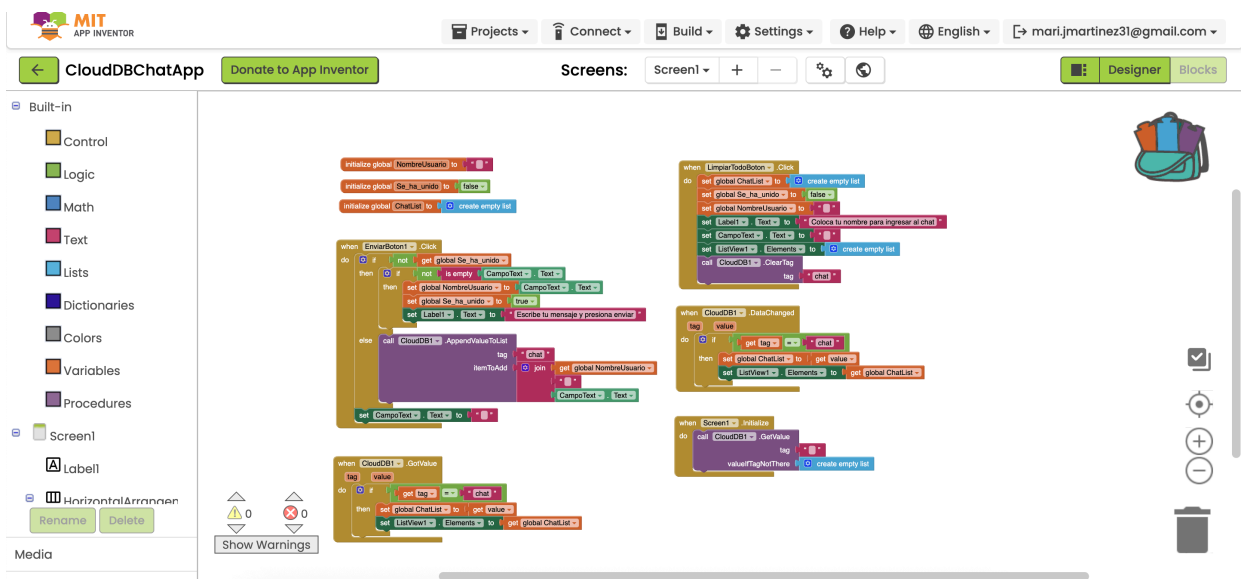 MIT
APP INVENTOR
Projects
Connect
Build
Settings
Help
English
mari.jmartinez31@gmail.com
CloudDBChatApp
Donate to App Inventor
Screens:
Screen1
Designer
Blocks
Built-in
Control
Logic
Math
Text
Lists
Dictionaries
Colors
Variables
Procedures
Screen1
Label1
HorizontalArrangen
Rename
Delete
Media
initialize global NombreUsuario to " "
initialize global Se_ha_unido to false
initialize global ChatList to create empty list
when EnviarBoton1 .Click
do if not get global Se_ha_unido
then if not is empty CampoText . Text
then set global NombreUsuario to CampoText . Text
set global Se_ha_unido to true
set Label1 . Text to " Escribe tu mensaje y presiona enviar "
else call CloudDB1 .AppendValueToList
tag " chat "
itemToAdd join get global NombreUsuario
" "
CampoText . Text
set CampoText . Text to " "
when CloudDB1 .GotValue
tag value
do if get tag = " chat "
then set global ChatList to get value
set ListView1 . Elements to get global ChatList
when LimpiarTodoBoton .Click
do set global ChatList to create empty list
set global Se_ha_unido to false
set global NombreUsuario to " "
set Label1 . Text to " Coloca tu nombre para ingresar al chat "
set CampoText . Text to " "
set ListView1 . Elements to create empty list
call CloudDB1 .ClearTag
tag " chat "
when CloudDB1 .DataChanged
tag value
do if get tag = " chat "
then set global ChatList to get value
set ListView1 . Elements to get global ChatList
when Screen1 .Initialize
do call CloudDB1 .GetValue
tag " "
valueIfTagNotThere create empty list
0
0
Show Warnings